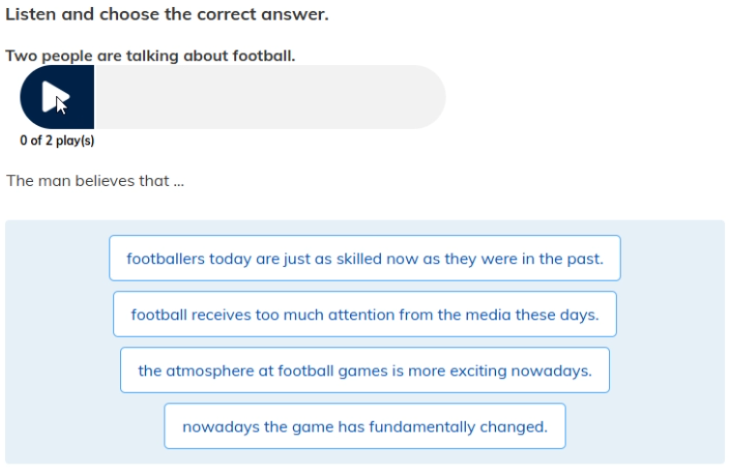 Listen and choose the correct answer.
Two people are talking about football.
0 of 2 play(s)
The man believes that ...
footballers today are just as skilled now as they were in the past.
football receives too much attention from the media these days.
the atmosphere at football games is more exciting nowadays.
nowadays the game has fundamentally changed.